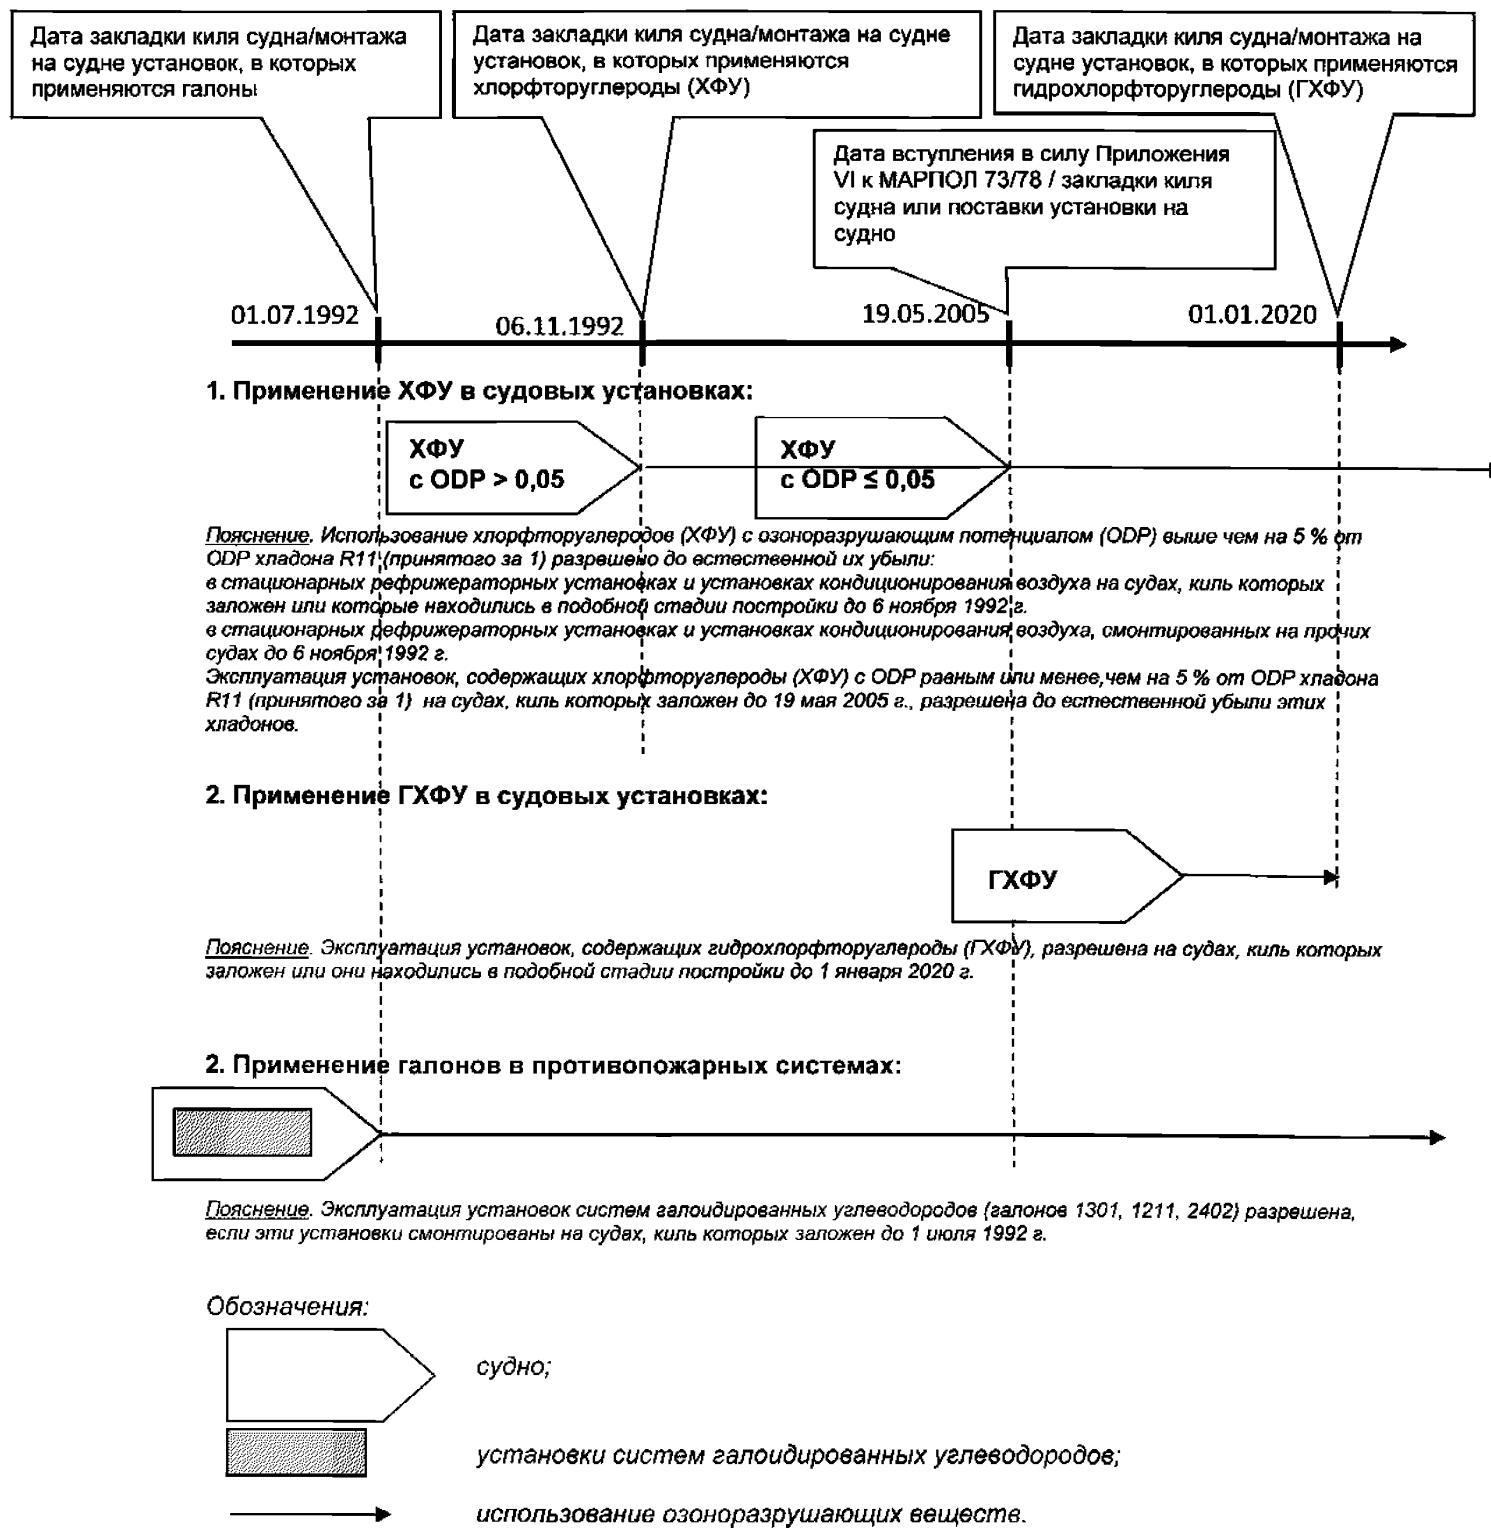 Дата закладки киля судна/монтажа
на судне установок, в которых
применяются галоны
Дата закладки киля судна/монтажа на судне
установок, в которых применяются
хлорфторуглероды (ХФУ)
Дата закладки киля судна/монтажа на
судне установок, в которых применяются
гидрохлорфторуглероды (ГХФУ)
Дата вступления в силу Приложения
VI к МАРПОЛ 73/78 / закладки киля
судна или поставки установки на
судно
01.07.1992
06.11.1992
19.05.2005
01.01.2020
1. Применение ХФУ в судовых установках:
ХФУ
с ODP > 0,05
ХФУ
с ODP ≤ 0,05
Пояснение. Использование хлорфторуглеродов (ХФУ) с озоноразрушающим потенциалом (ODP) выше чем на 5 % от
ODP хладона R11 (принятого за 1) разрешено до естественной их убыли:
в стационарных рефрижераторных установках и установках кондиционирования воздуха на судах, киль которых
заложен или которые находились в подобной стадии постройки до 6 ноября 1992 г.
в стационарных рефрижераторных установках и установках кондиционирования воздуха, смонтированных на прочих
судах до 6 ноября 1992 г.
Эксплуатация установок, содержащих хлорфторуглероды (ХФУ) с ODP равным или менее,чем на 5 % от ODP хладона
R11 (принятого за 1) на судах, киль которых заложен до 19 мая 2005 г., разрешена до естественной убыли этих
хладонов.
2. Применение ГХФУ в судовых установках:
ГХФУ
Пояснение. Эксплуатация установок, содержащих гидрохлорфторуглероды (ГХФУ), разрешена на судах, киль которых
заложен или они находились в подобной стадии постройки до 1 января 2020 г.
2. Применение галонов в противопожарных системах:
Пояснение. Эксплуатация установок систем галоидированных углеводородов (галонов 1301, 1211, 2402) разрешена,
если эти установки смонтированы на судах, киль которых заложен до 1 июля 1992 г.
Обозначения:
судно;
установки систем галоидированных углеводородов;
использование озоноразрушающих веществ.